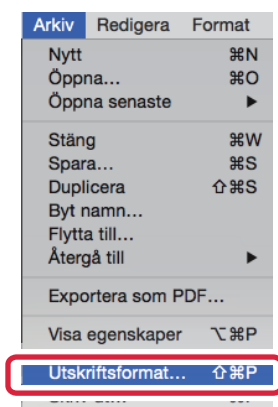 Arkiv Redigera Format
Nytt ⌘N
Öppna... ⌘O
Öppna senaste ▶
Stäng ⌘W
Spara... ⌘S
Duplicera ⇧⌘S
Byt namn...
Flytta till...
Återgå till ▶
Exportera som PDF...
Visa egenskaper ⌥⌘P
Utskriftsformat... ⇧⌘P